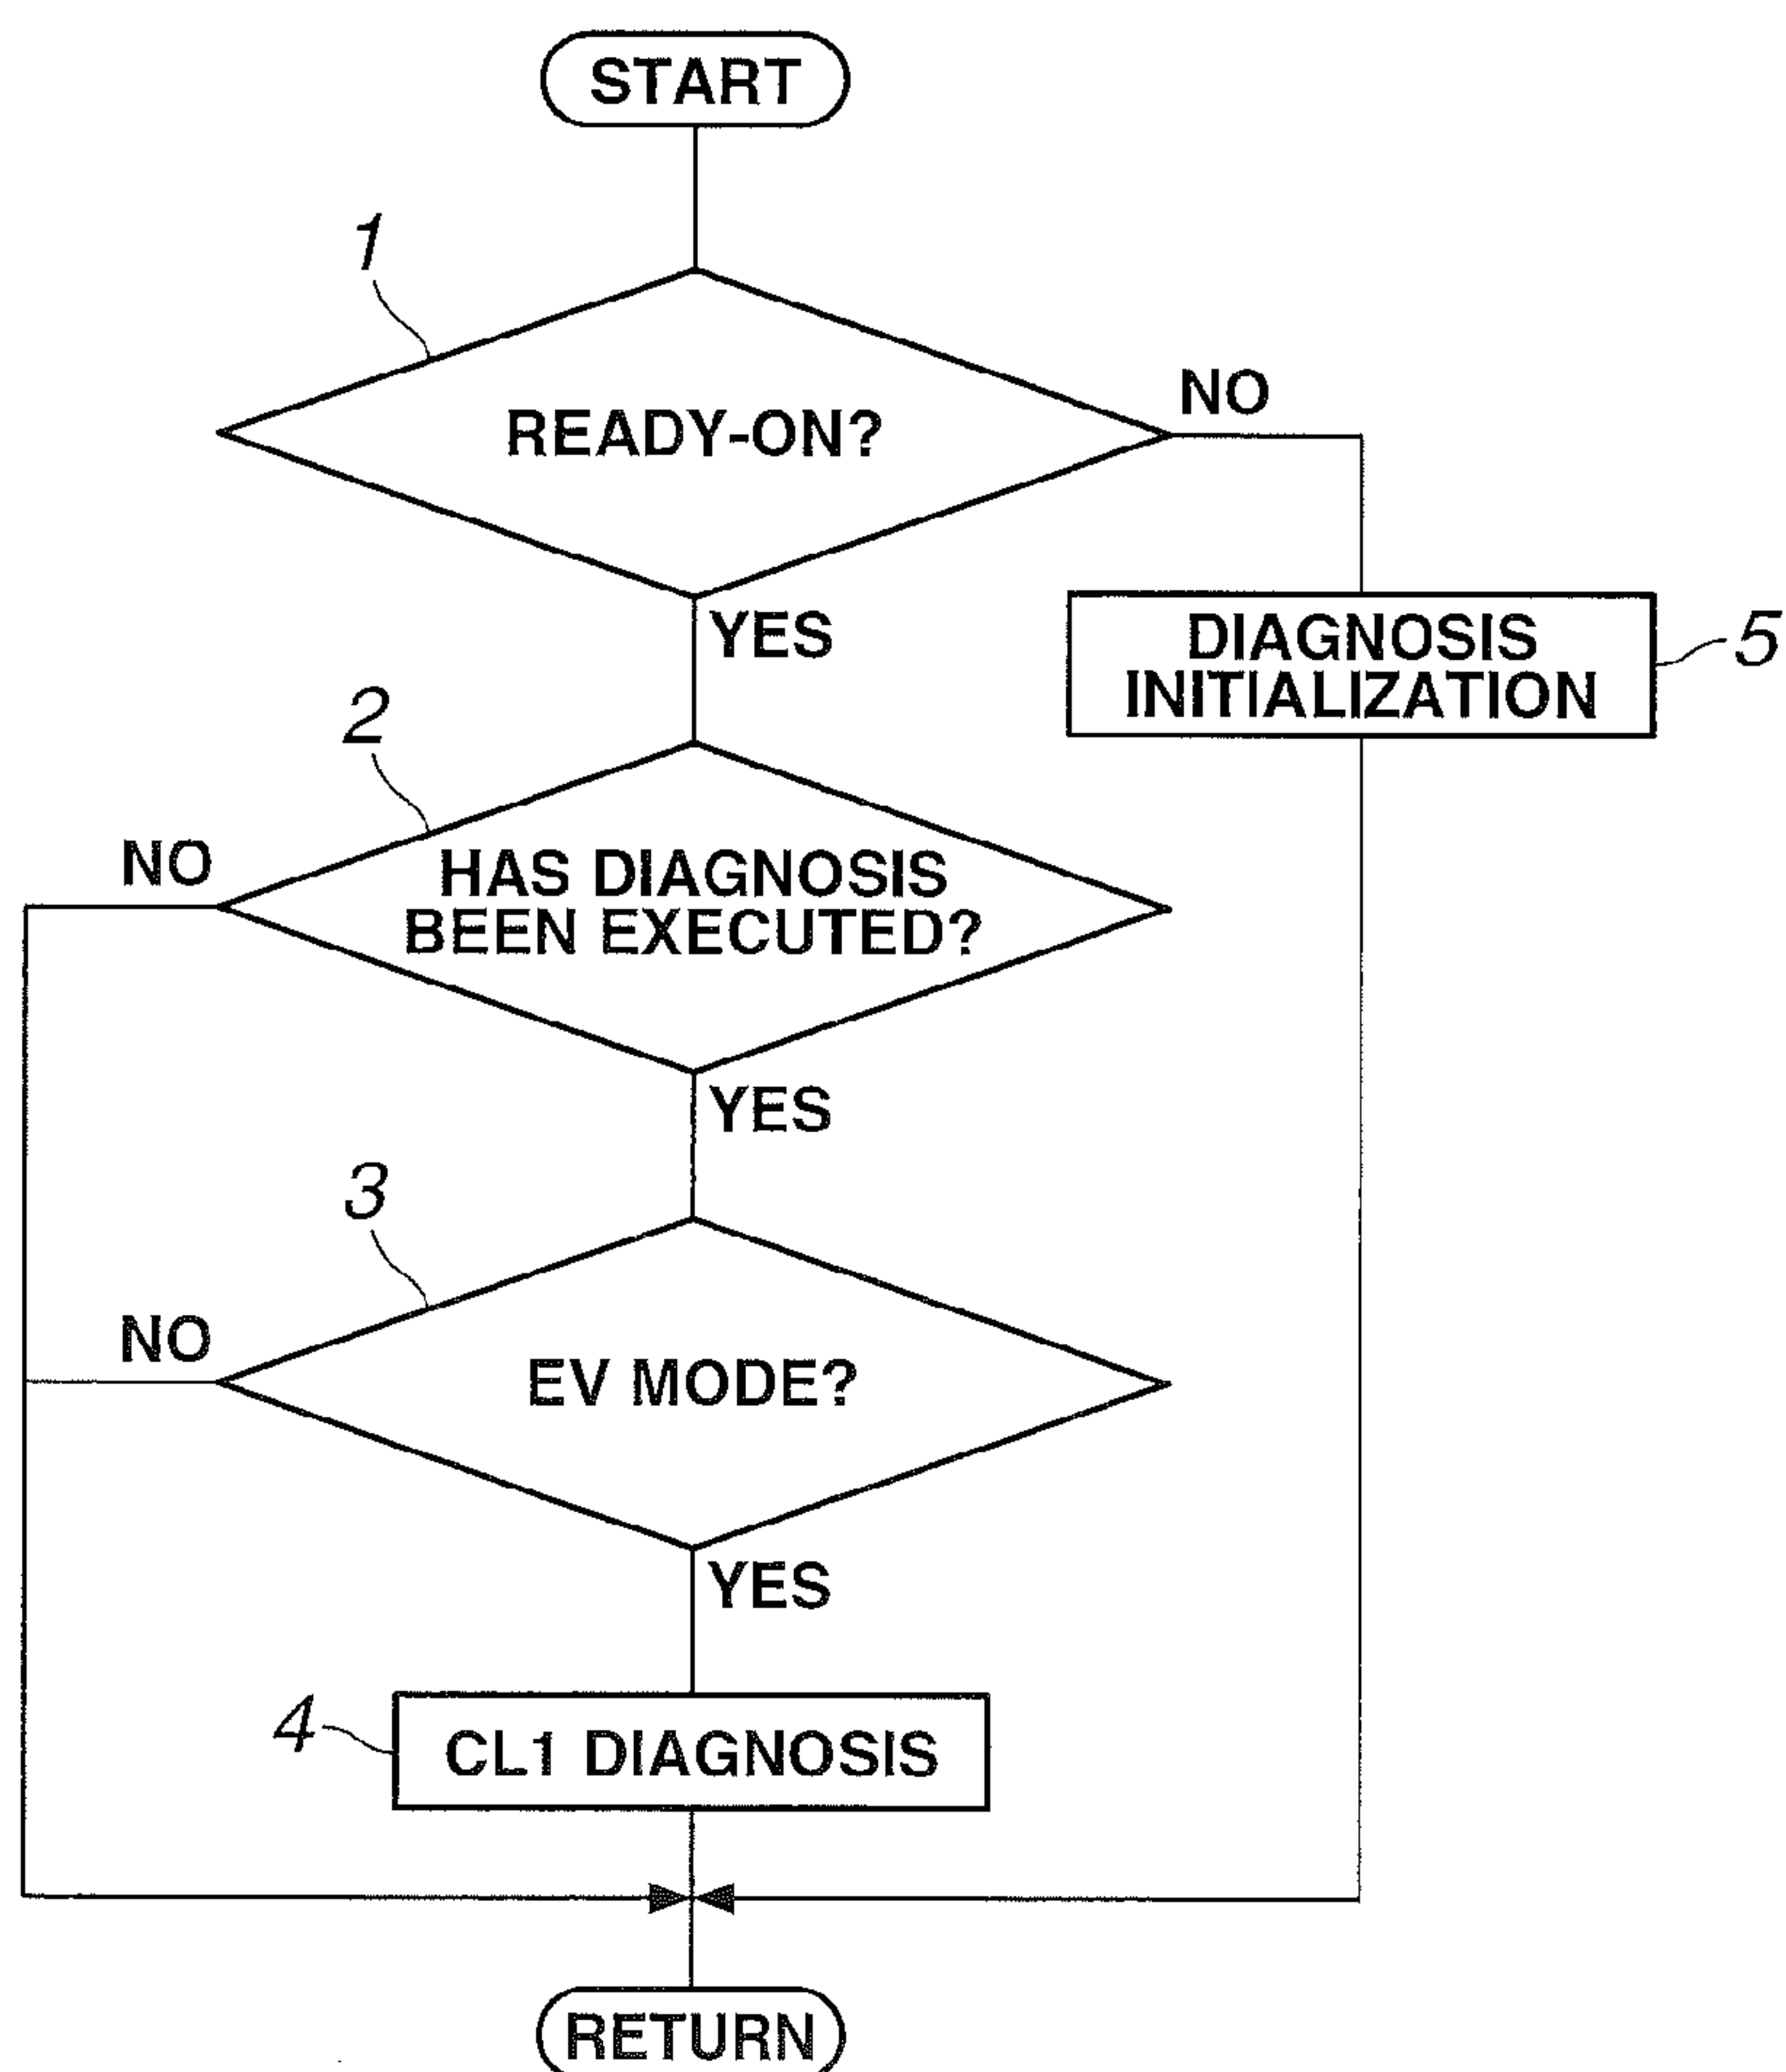 START
1
READY-ON?
NO
YES
DIAGNOSIS
INITIALIZATION
5
2
NO
HAS DIAGNOSIS
BEEN EXECUTED?
YES
3
NO
EV MODE?
YES
4
CL1 DIAGNOSIS
RETURN